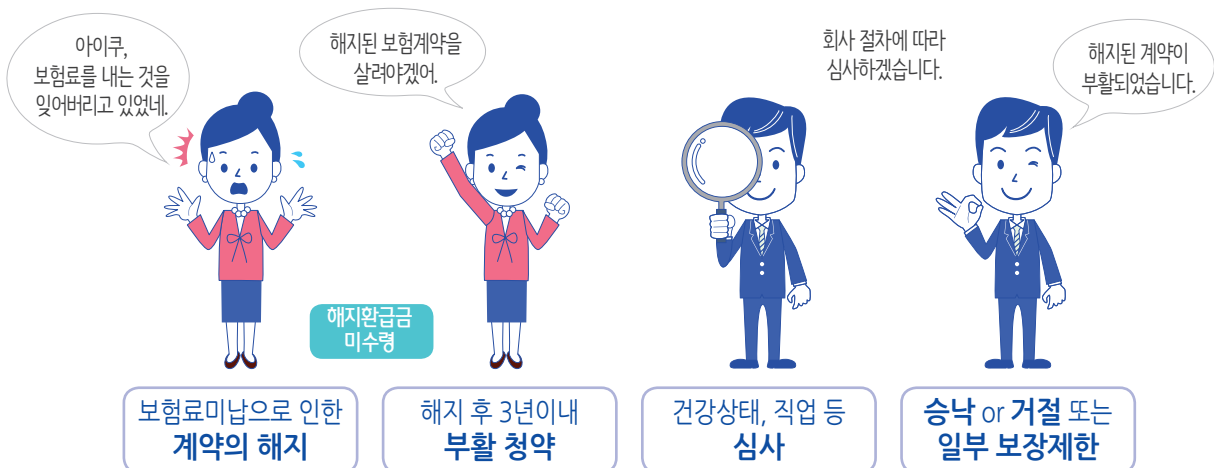 아이쿠,
보험료를 내는 것을
잊어버리고 있었네.
해지된 보험계약을
살려야겠어.
회사 절차에 따라
심사하겠습니다.
해지된 계약이
부활되었습니다.
해지환급금
미수령
보험료미납으로 인한
계약의 해지
해지 후 3년이내
부활 청약
건강상태, 직업 등
심사
승낙 or 거절 또는
일부 보장제한